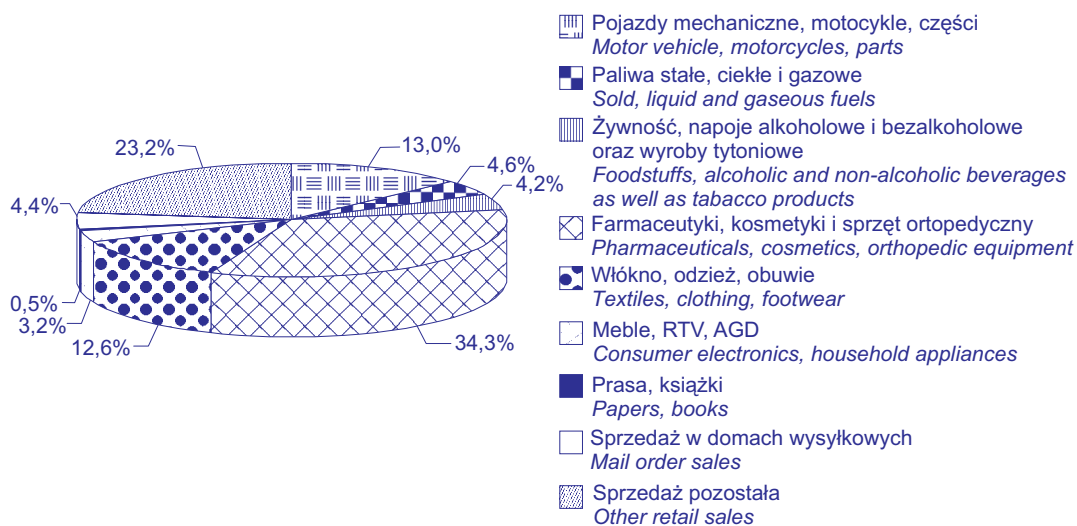 23,2%
13,0%
4,6%
4,2%
4,4%
0,5%
3,2%
12,6%
34,3%
Pojazdy mechaniczne, motocykle, części
Motor vehicle, motorcycles, parts
Paliwa stałe, ciekłe i gazowe
Sold, liquid and gaseous fuels
Żywność, napoje alkoholowe i bezalkoholowe
oraz wyroby tytoniowe
Foodstuffs, alcoholic and non-alcoholic beverages
as well as tabacco products
Farmaceutyki, kosmetyki i sprzęt ortopedyczny
Pharmaceuticals, cosmetics, orthopedic equipment
Włókno, odzież, obuwie
Textiles, clothing, footwear
Meble, RTV, AGD
Consumer electronics, household appliances
Prasa, książki
Papers, books
Sprzedaż w domach wysyłkowych
Mail order sales
Sprzedaż pozostała
Other retail sales